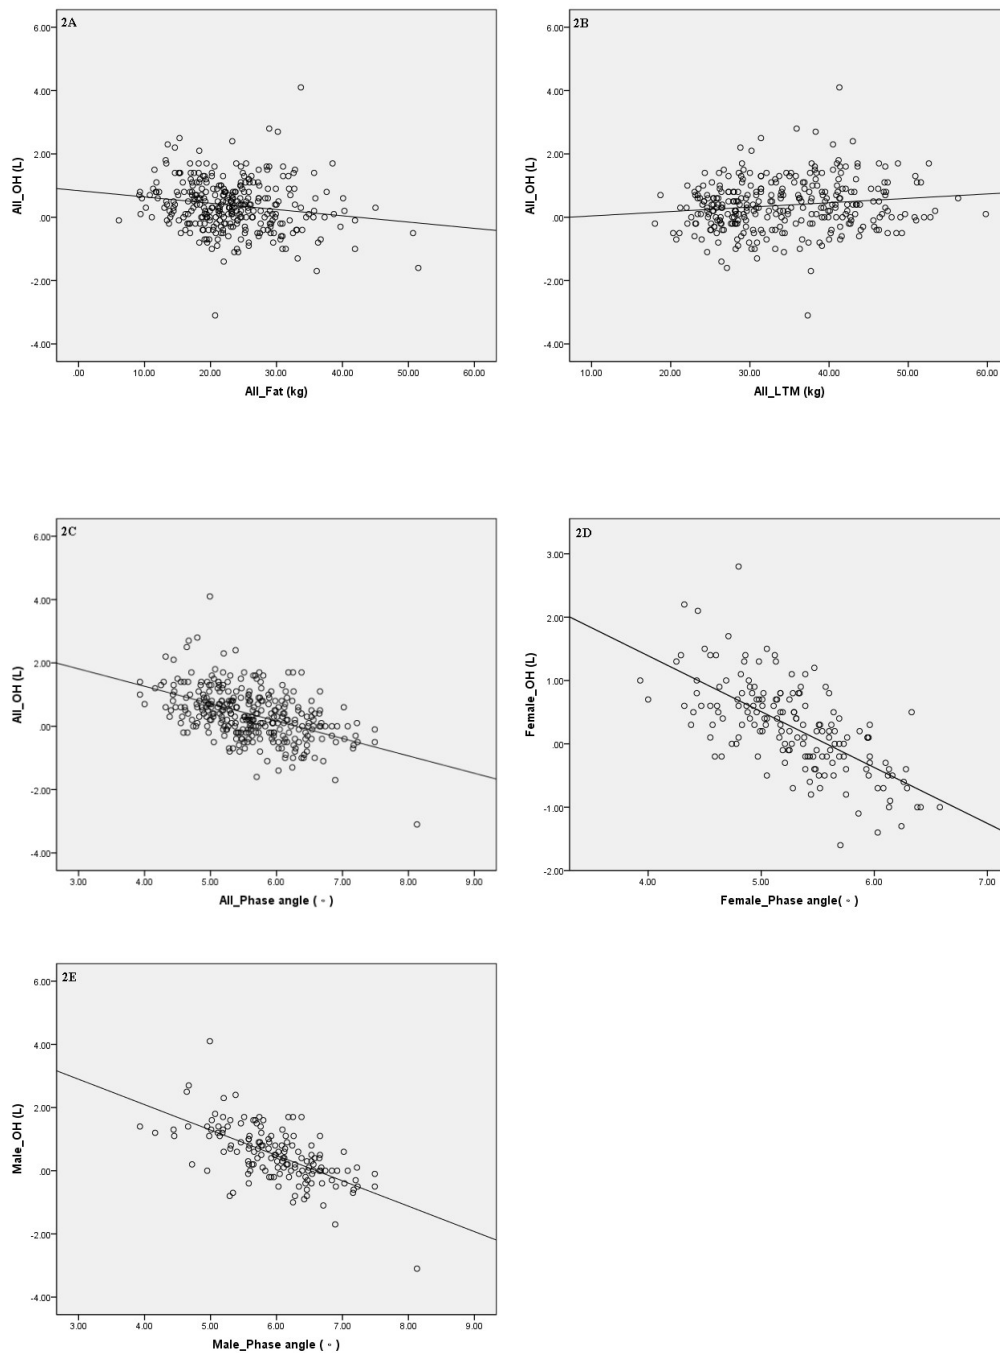 2A
6.00
4.00
2.00
.00
-2.00
-4.00
All_OH (L)
.00 10.00 20.00 30.00 40.00 50.00 60.00
All_Fat (kg)
2B
6.00
4.00
2.00
.00
-2.00
-4.00
All_OH (L)
10.00 20.00 30.00 40.00 50.00 60.00
All_LTM (kg)
2C
6.00
4.00
2.00
.00
-2.00
-4.00
All_OH (L)
3.00 4.00 5.00 6.00 7.00 8.00 9.00
All_Phase angle ( ° )
2D
3.00
2.00
1.00
.00
-1.00
-2.00
Female_OH (L)
4.00 5.00 6.00 7.00
Female_Phase angle( ° )
2E
6.00
4.00
2.00
.00
-2.00
-4.00
Male_OH (L)
3.00 4.00 5.00 6.00 7.00 8.00 9.00
Male_Phase angle ( ° )